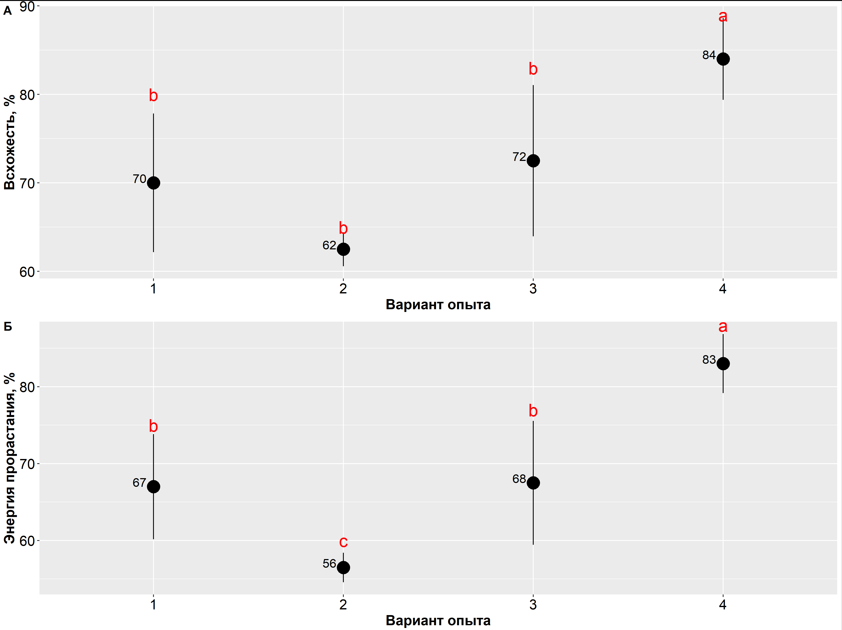 А
Всхожесть, %
90
80
70
60
b
70
b
62
b
72
a
84
1 2 3 4
Вариант опыта
Б
Энергия прорастания, %
80
70
60
b
67
c
56
b
68
a
83
1 2 3 4
Вариант опыта